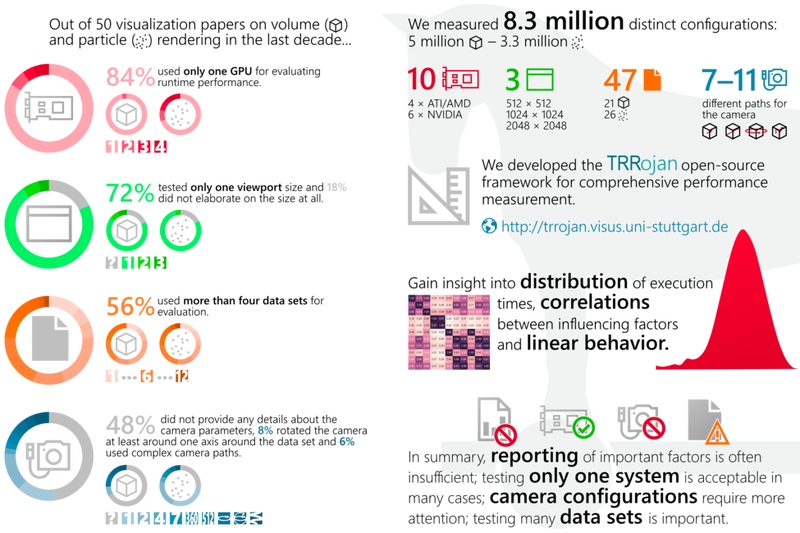 Out of 50 visualization papers on volume ( )
and particle ( ) rendering in the last decade...
84% used only one GPU for evaluating
runtime performance.
1 2 3 4
72% tested only one viewport size and 18%
did not elaborate on the size at all.
? 1 2 3
56% used more than four data sets for
evaluation.
1 ---- 6 ---- 12
48% did not provide any details about the
camera parameters, 8% rotated the camera
at least around one axis around the data set and 6%
used complex camera paths.
? 1 2 4 7 360 512
We measured 8.3 million distinct configurations:
5 million – 3.3 million
10 3 47 7–11
4 × ATI/AMD
6 × NVIDIA
512 × 512
1024 × 1024
2048 × 2048
21
26
different paths for
the camera
We developed the TRRojan open-source
framework for comprehensive performance
measurement.
http://trrojan.visus.uni-stuttgart.de
Gain insight into distribution of execution
times, correlations
between influencing factors
and linear behavior.
In summary, reporting of important factors is often
insufficient; testing only one system is acceptable in
many cases; camera configurations require more
attention; testing many data sets is important.